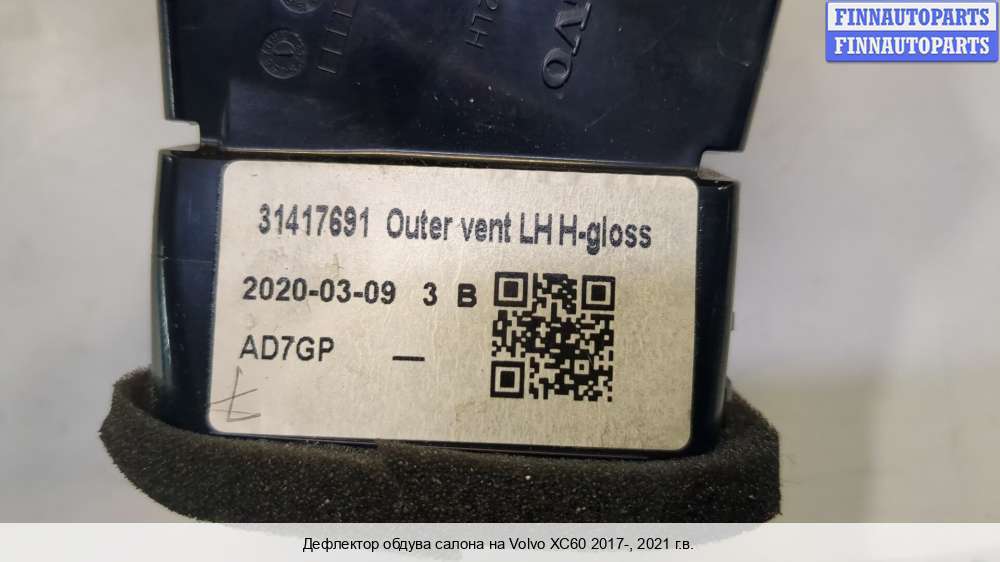 FINNAUTOPARTS
FINNAUTOPARTS
31417691 Outer vent LH H-gloss
2020-03-09 3 B
AD7GP —
Дефлектор обдува салона на Volvo XC60 2017-, 2021 г.в.